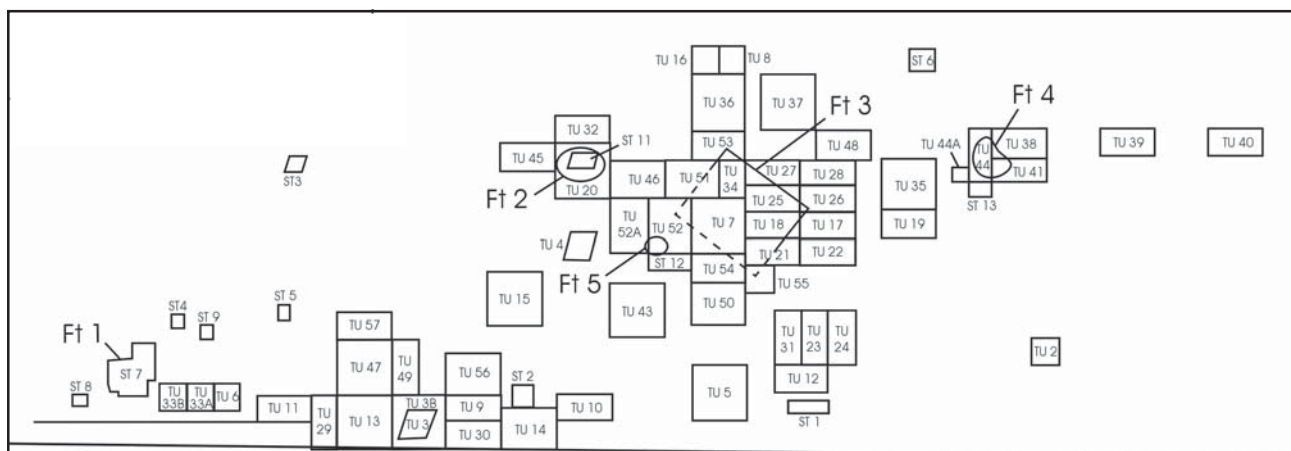 TU 16
TU 8
ST 6
TU 36
TU 37
Ft 3
Ft 4
TU 32
ST 11
TU 53
TU 48
TU 44A
TU 44
TU 38
TU 39
TU 40
TU 45
ST3
TU 46
TU 51
TU 34
TU 27
TU 28
TU 35
TU 41
Ft 2
TU 20
TU 25
TU 26
ST 13
TU 52A
TU 52
TU 7
TU 18
TU 17
TU 19
TU 4
ST 12
TU 21
TU 22
Ft 5
TU 54
TU 55
TU 15
TU 43
TU 50
ST4
ST 9
ST 5
TU 57
Ft 1
TU 31
TU 23
TU 24
TU 2
ST 7
TU 47
TU 49
TU 56
ST 2
TU 5
TU 12
ST 8
TU 33B
TU 33A
TU 6
TU 11
TU 29
TU 13
TU 3B
TU 3
TU 9
TU 30
TU 14
TU 10
ST 1